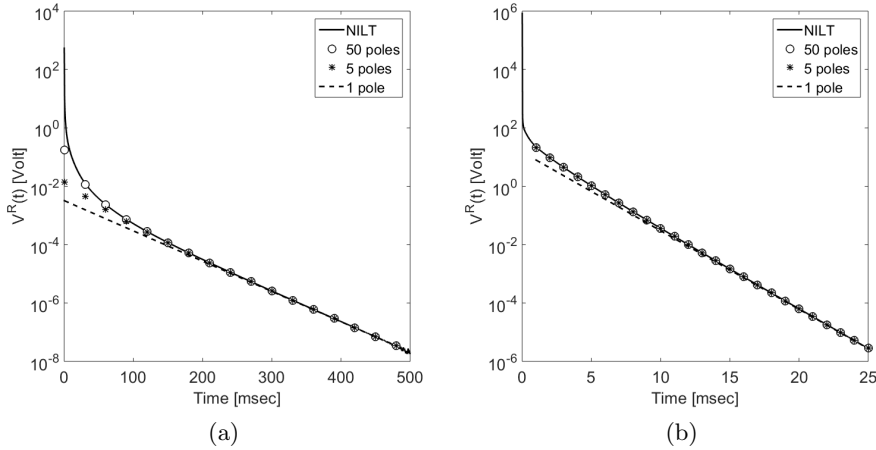 10^4
10^2
10^0
10^-2
10^-4
10^-6
10^-8
V^R(t) [Volt]
NILT
50 poles
5 poles
1 pole
0 100 200 300 400 500
Time [msec]
(a)
10^6
10^4
10^2
10^0
10^-2
10^-4
10^-6
V^R(t) [Volt]
NILT
50 poles
5 poles
1 pole
0 5 10 15 20 25
Time [msec]
(b)